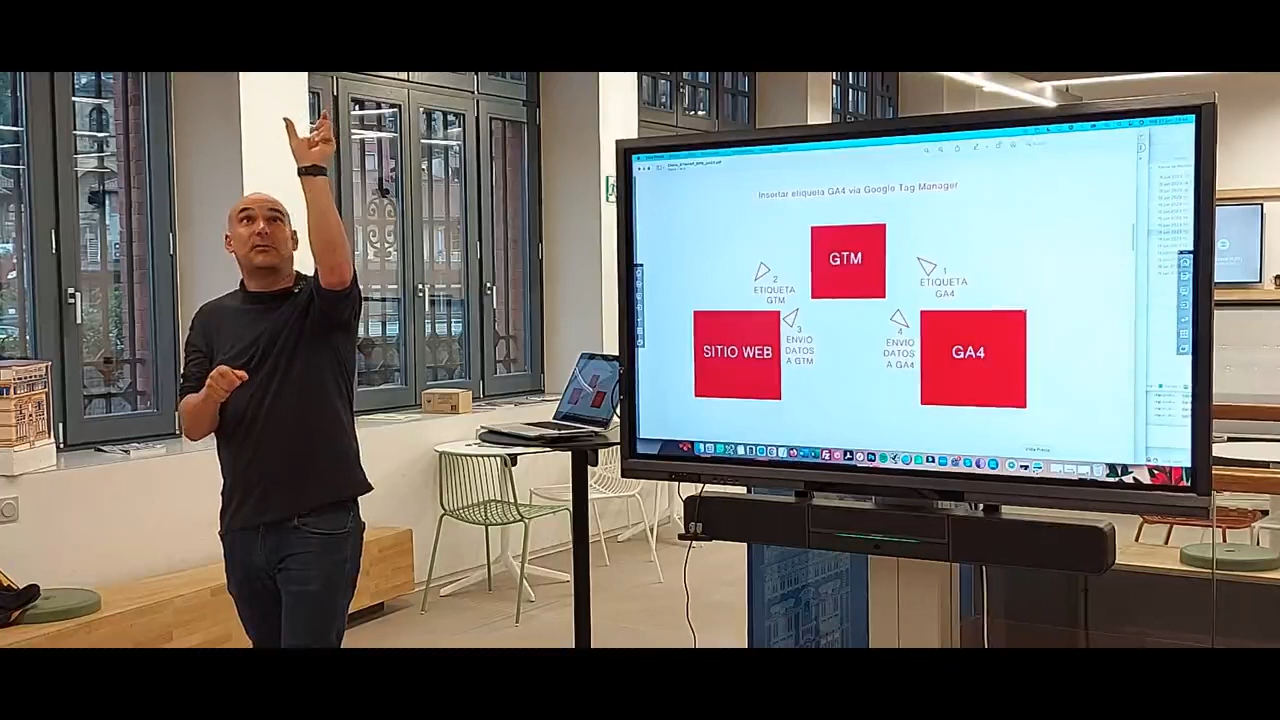 Insertar etiqueta GA4 via Google Tag Manager
GTM
2
ETIQUETA
GTM
1
ETIQUETA
GA4
SITIO WEB
3
ENVIO
DATOS
A GTM
4
ENVIO
DATOS
A GA4
GA4